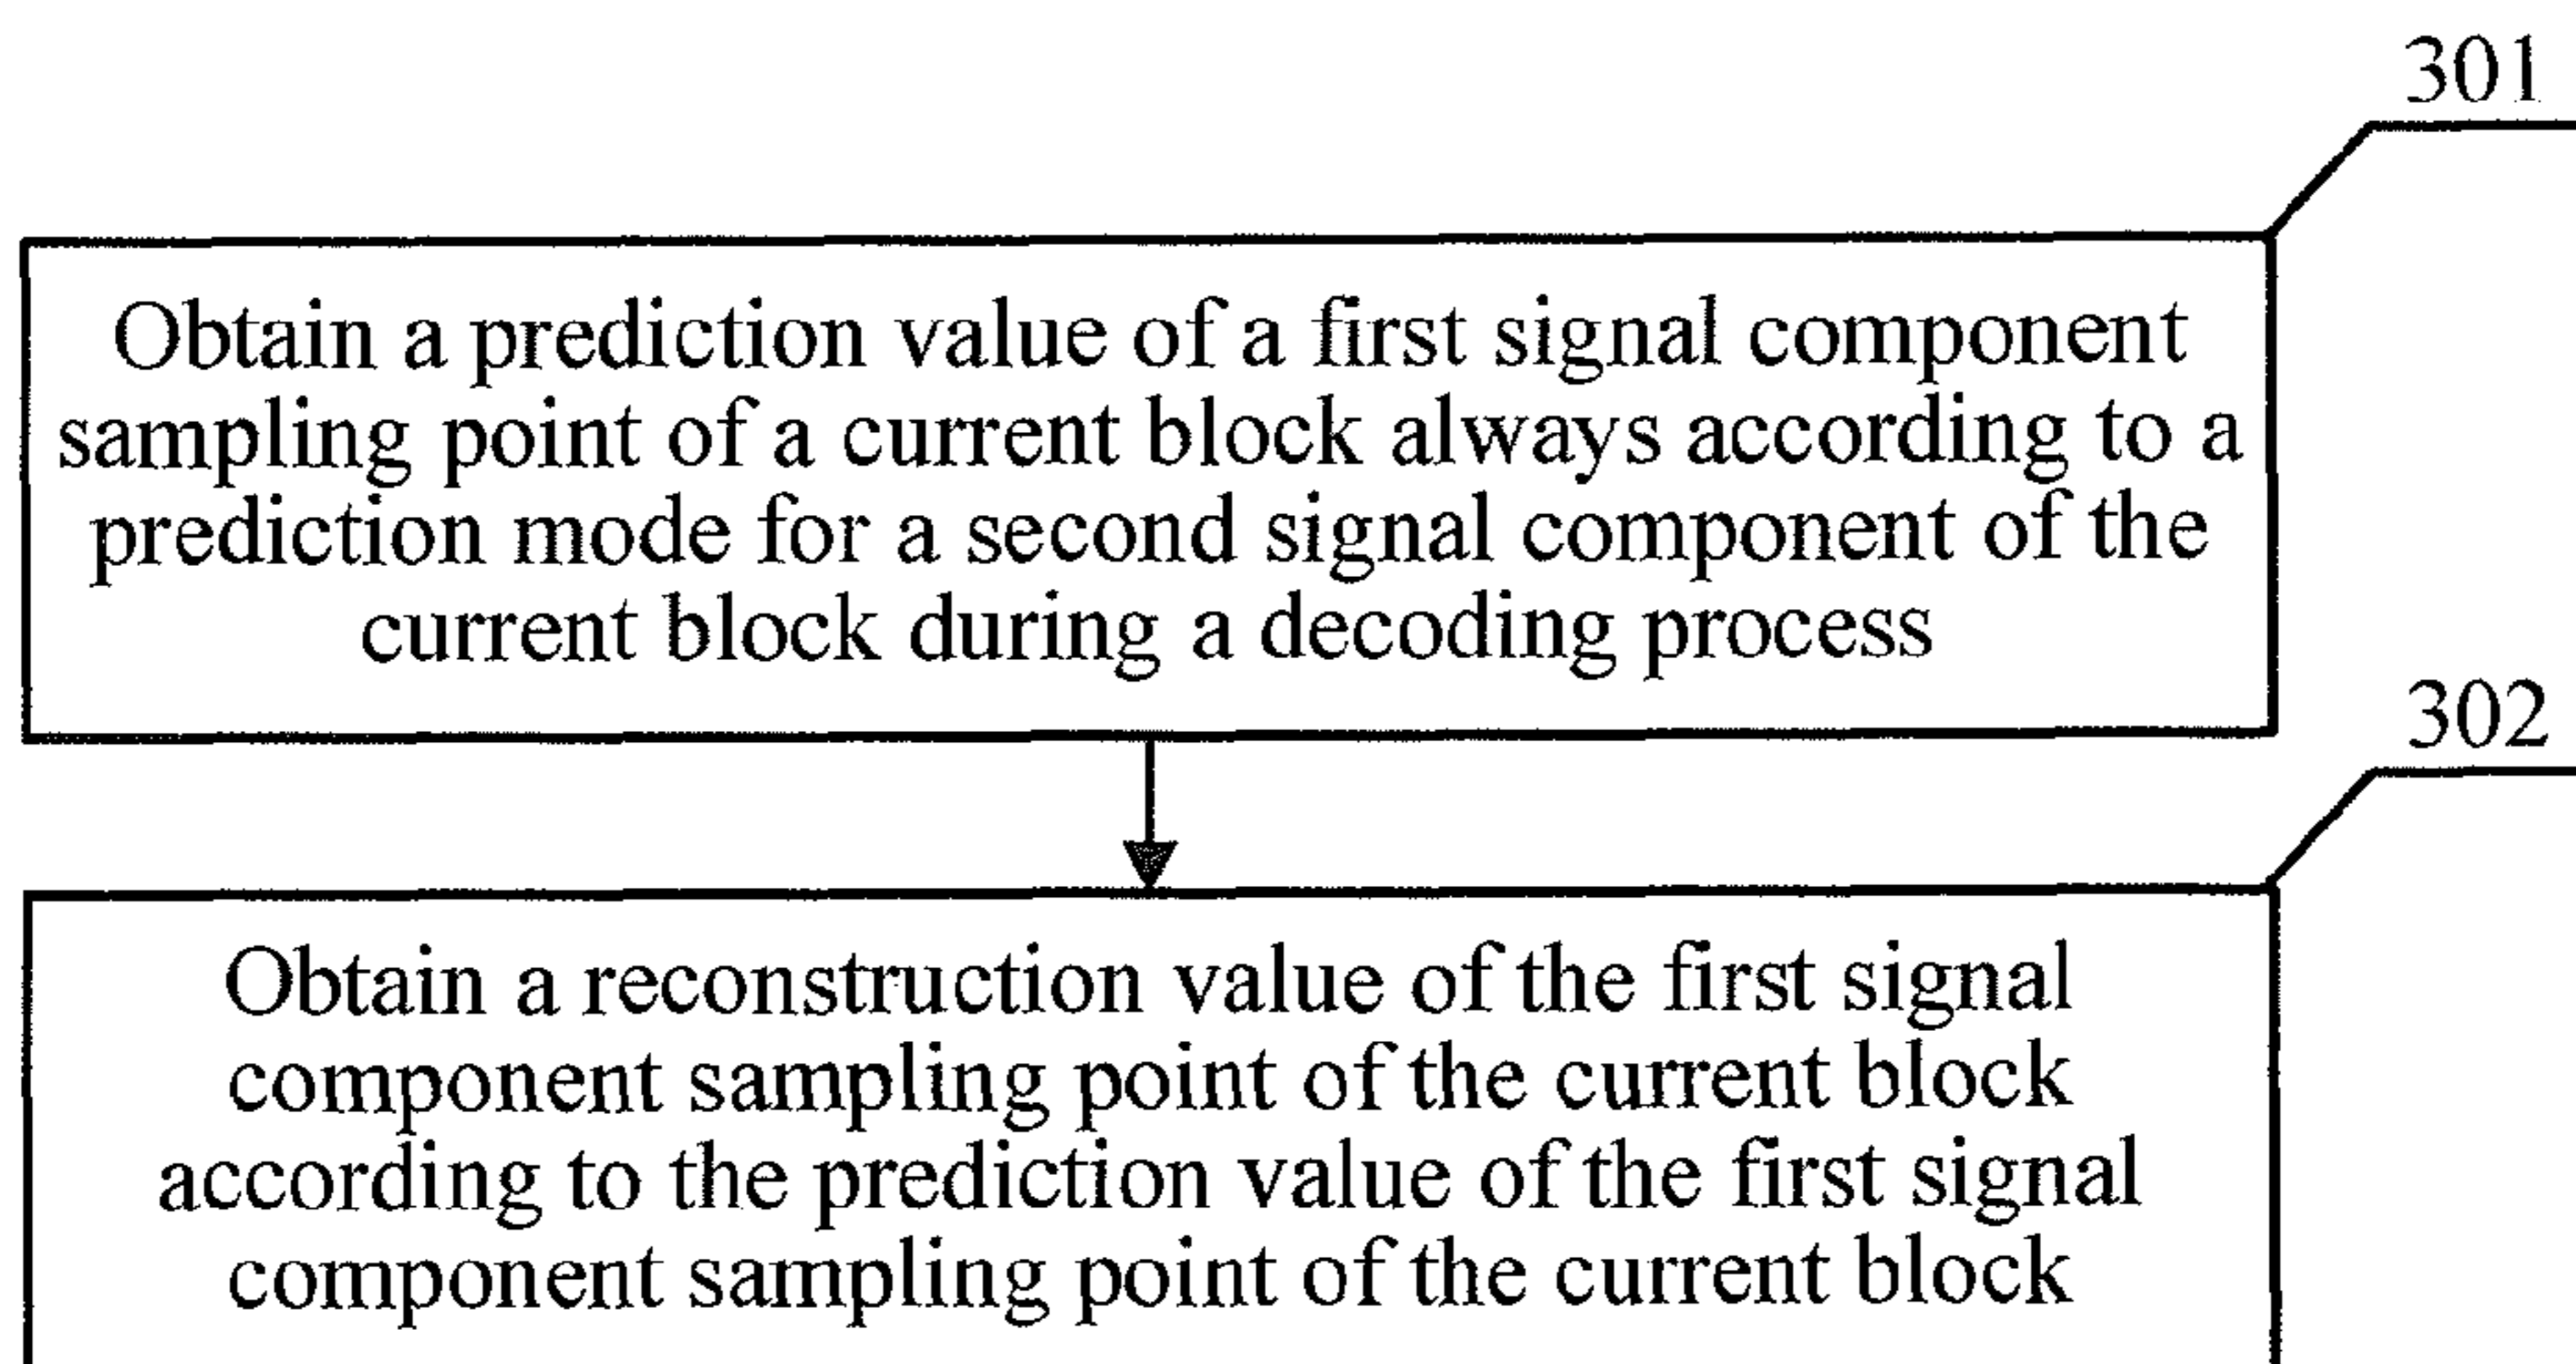 301
Obtain a prediction value of a first signal component
sampling point of a current block always according to a
prediction mode for a second signal component of the
current block during a decoding process
302
Obtain a reconstruction value of the first signal
component sampling point of the current block
according to the prediction value of the first signal
component sampling point of the current block